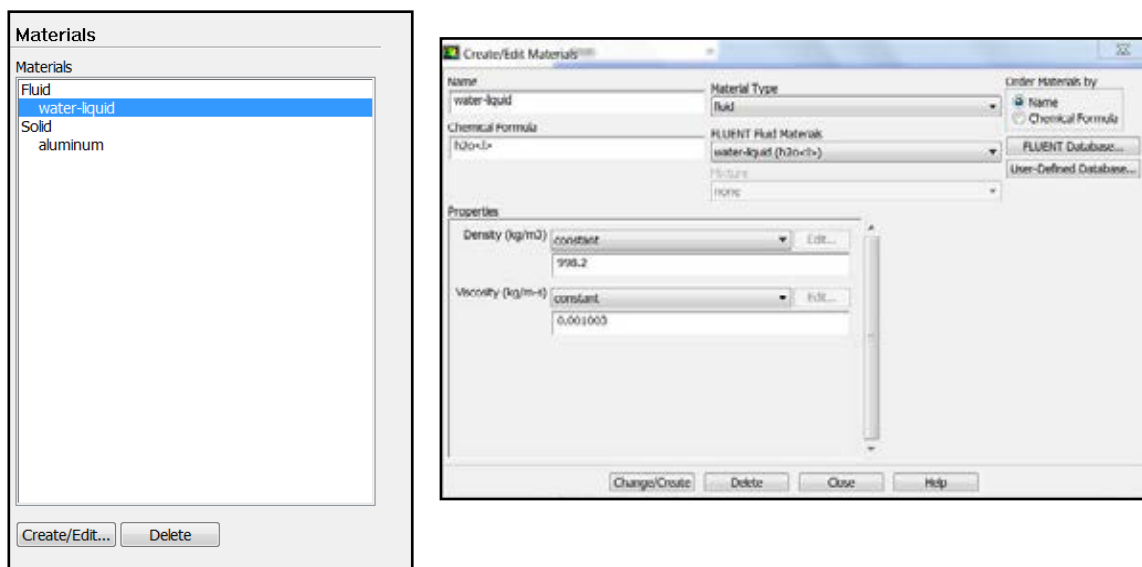 Materials
Materials
Fluid
water-liquid
Solid
aluminum
Create/Edit... Delete
Create/Edit Materials
Name
water-liquid
Chemical Formula
h2o<l>
Material Type
fluid
FLUENT Fluid Materials
water-liquid (h2o<l>)
Mixture
none
Order Materials by
Name
Chemical Formula
FLUENT Database...
User-Defined Database...
Properties
Density (kg/m3) constant Edit...
998.2
Viscosity (kg/m-s) constant Edit...
0.001003
Change/Create Delete Close Help